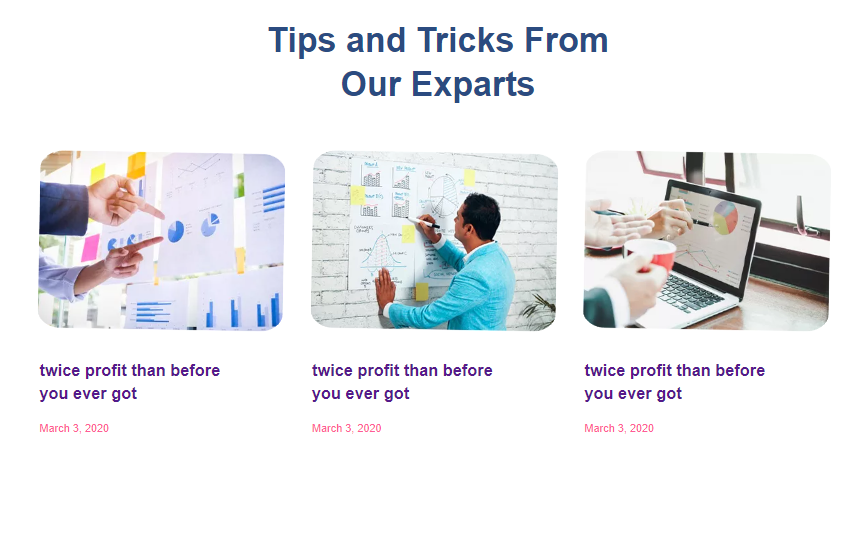 Tips and Tricks From
Our Exparts
twice profit than before
you ever got
March 3, 2020
twice profit than before
you ever got
March 3, 2020
twice profit than before
you ever got
March 3, 2020